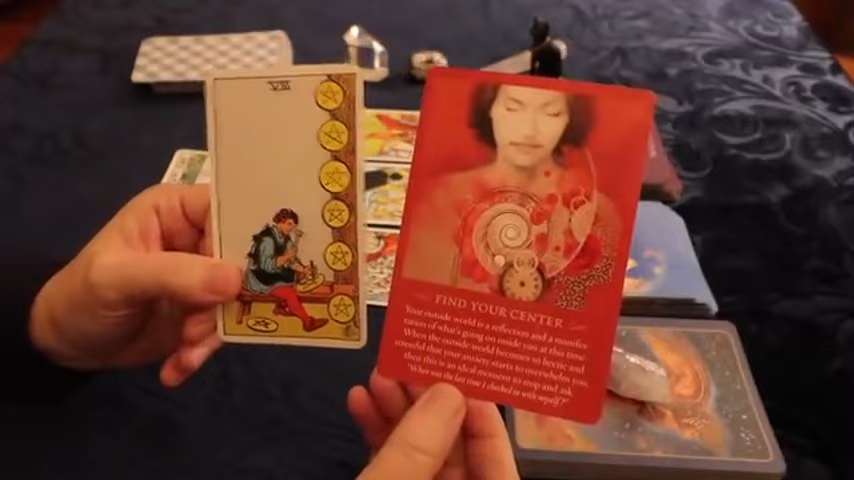 VIII
FIND YOUR CENTER
Your outside world is a reflection and a manifes-
tation of what's going on inside you at this time.
When the outside world becomes so hectic and
stressful that your anxiety starts to overwhelm you,
then this is an ideal moment to stop and ask,
"When was the last time I checked in with myself?"